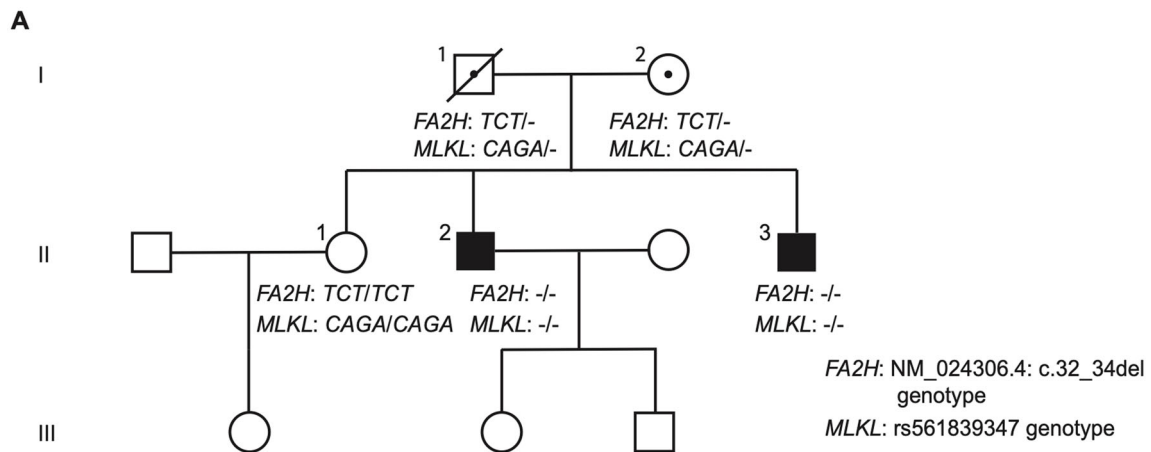 A
I
1
2
FA2H: TCT/-
MLKL: CAGA/-
FA2H: TCT/-
MLKL: CAGA/-
II
1
2
3
FA2H: TCT/TCT
MLKL: CAGA/CAGA
FA2H: -/-
MLKL: -/-
FA2H: -/-
MLKL: -/-
III
FA2H: NM_024306.4: c.32_34del
genotype
MLKL: rs561839347 genotype